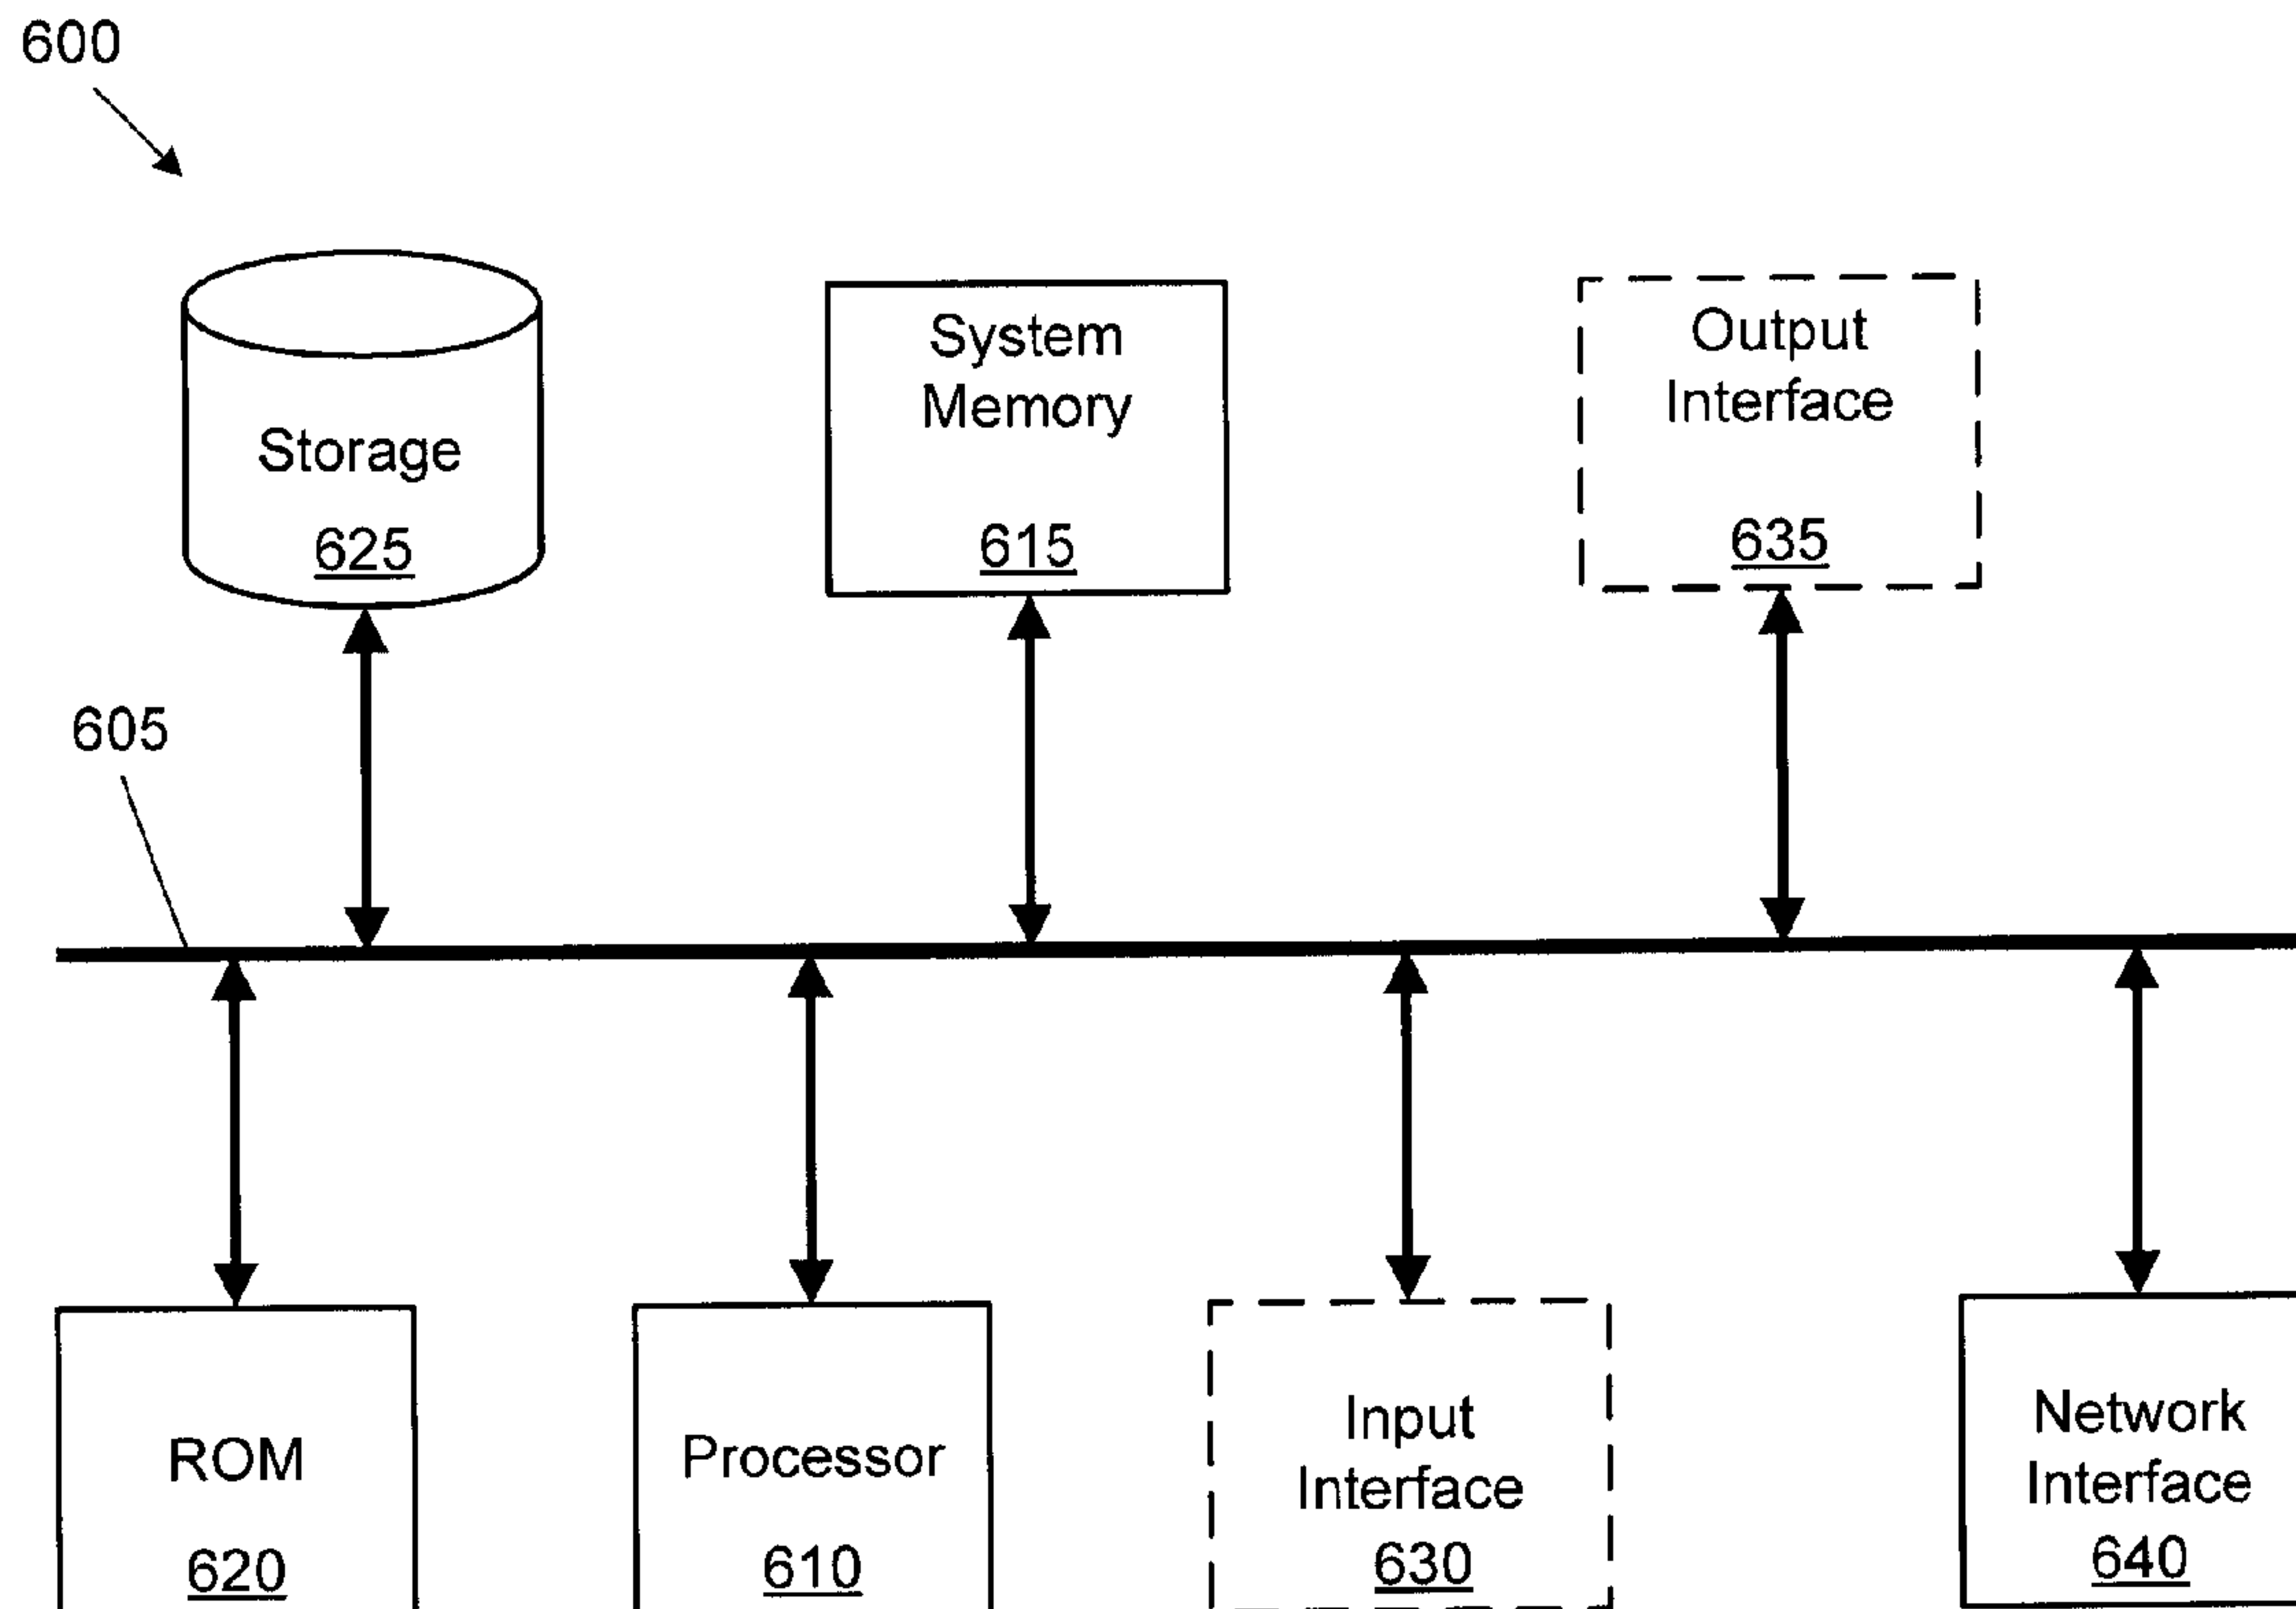 600
Storage
625
System
Memory
615
Output
Interface
635
605
ROM
620
Processor
610
Input
Interface
630
Network
Interface
640